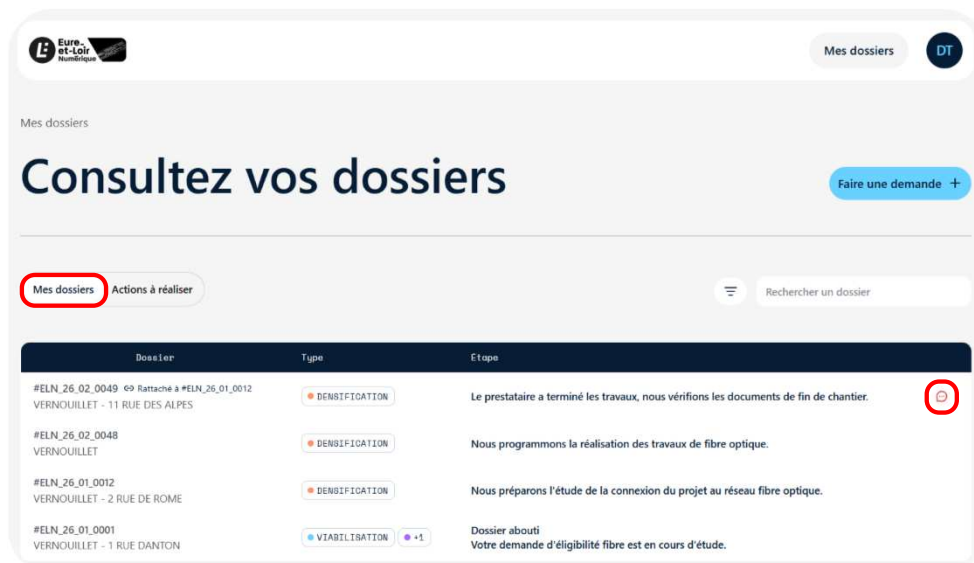 Eure-
et-Loir
Numérique
Mes dossiers
DT
Mes dossiers
Consultez vos dossiers
Faire une demande +
Mes dossiers
Actions à réaliser
Rechercher un dossier
Dossier Type Etape
#ELN_26_02_0049 Rattaché à #ELN_26_01_0012
VERNOUILLET - 11 RUE DES ALPES
DENSIFICATION
Le prestataire a terminé les travaux, nous vérifions les documents de fin de chantier.
#ELN_26_02_0048
VERNOUILLET
DENSIFICATION
Nous programmons la réalisation des travaux de fibre optique.
#ELN_26_01_0012
VERNOUILLET - 2 RUE DE ROME
DENSIFICATION
Nous préparons l'étude de la connexion du projet au réseau fibre optique.
#ELN_26_01_0001
VERNOUILLET - 1 RUE DANTON
VIABILISATION +1
Dossier abouti
Votre demande d'éligibilité fibre est en cours d'étude.